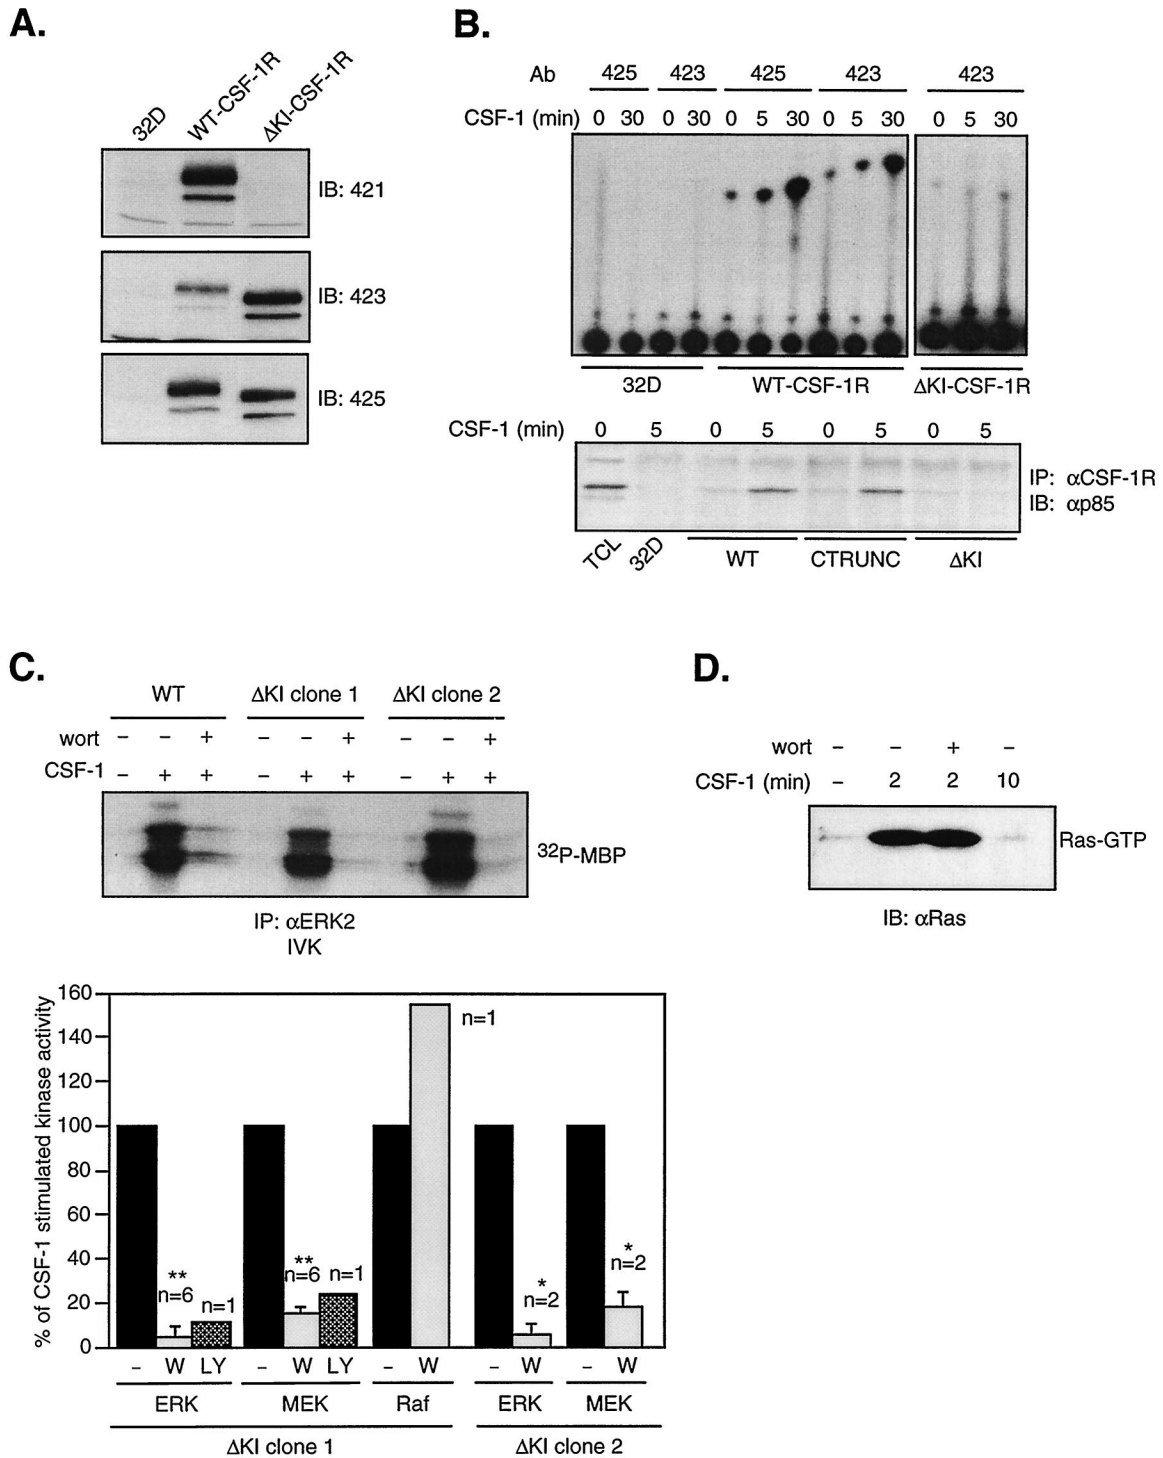 A.
32D WT-CSF-1R ΔKI-CSF-1R
IB: 421
IB: 423
IB: 425
B.
Ab 425 423 425 423 423
CSF-1 (min) 0 30 0 30 0 5 30 0 5 30 0 5 30
32D WT-CSF-1R ΔKI-CSF-1R
CSF-1 (min) 0 5 0 5 0 5 0 5
IP: αCSF-1R
IB: αp85
TCL 32D WT CTRUNC ΔKI
C.
WT ΔKI clone 1 ΔKI clone 2
wort – – + – – + – – +
CSF-1 – + + – + + – + +
32P-MBP
IP: αERK2
IVK
% of CSF-1 stimulated kinase activity
160
140
120
100
80
60
40
20
0
n=1
** n=6
n=1
** n=6
n=1
* n=2
* n=2
– W LY – W LY – W – W – W
ERK MEK Raf ERK MEK
ΔKI clone 1 ΔKI clone 2
D.
wort – – + –
CSF-1 (min) – 2 2 10
Ras-GTP
IB: αRas